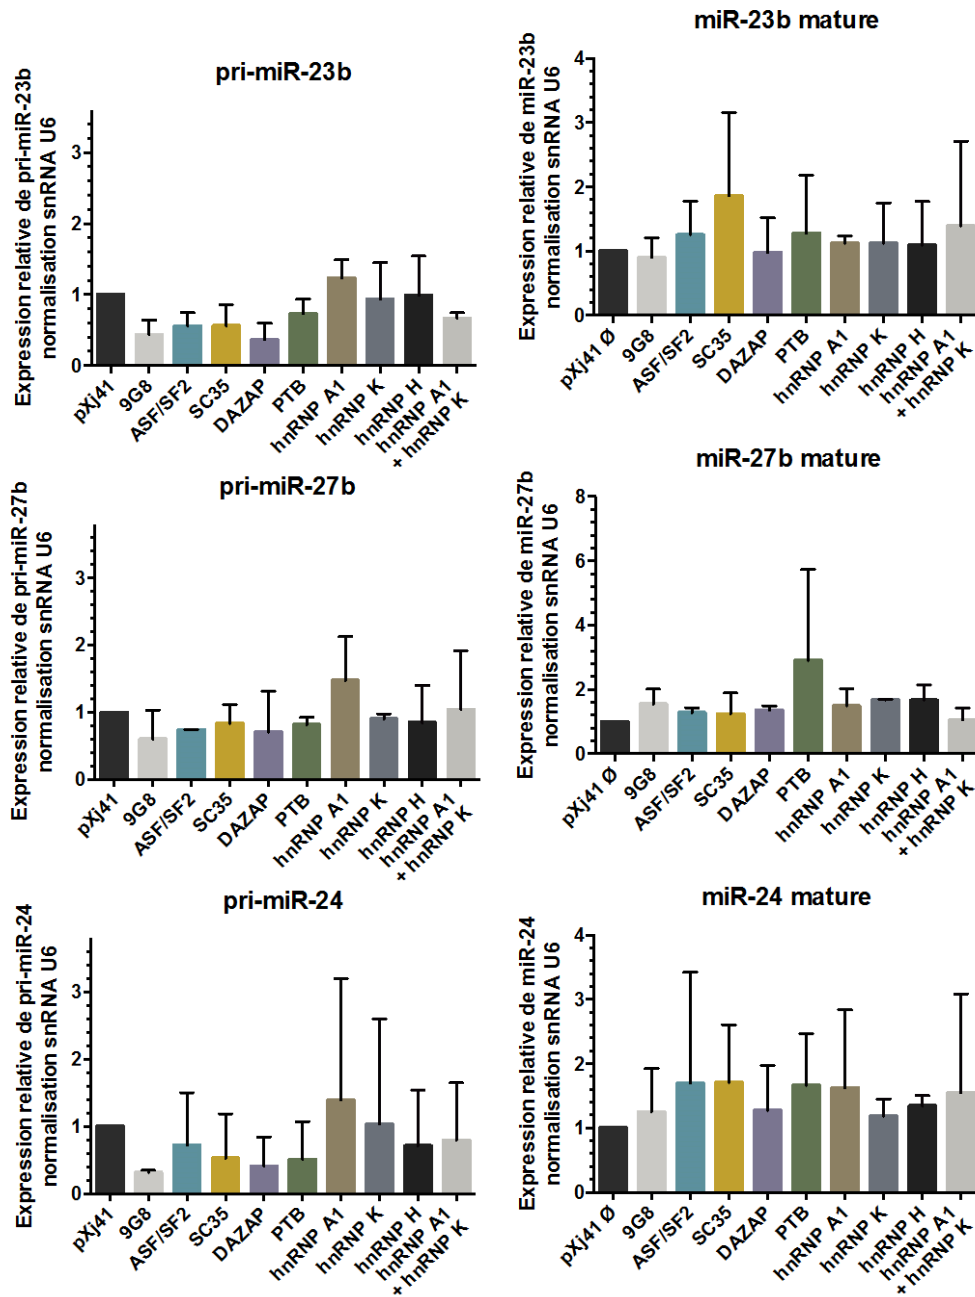 pri-miR-23b
Expression relative de pri-miR-23b
normalisation snRNA U6
3
2
1
0
pXj41
9G8
ASF/SF2
SC35
DAZAP
PTB
hnRNP A1
hnRNP K
hnRNP H
hnRNP A1
+ hnRNP K
miR-23b mature
Expression relative de miR-23b
normalisation snRNA U6
4
3
2
1
0
pXj41 Ø
9G8
ASF/SF2
SC35
DAZAP
PTB
hnRNP A1
hnRNP K
hnRNP H
hnRNP A1
+ hnRNP K
pri-miR-27b
Expression relative de pri-miR-27b
normalisation snRNA U6
3
2
1
0
pXj41
9G8
ASF/SF2
SC35
DAZAP
PTB
hnRNP A1
hnRNP K
hnRNP H
hnRNP A1
+ hnRNP K
miR-27b mature
Expression relative de miR-27b
normalisation snRNA U6
8
6
4
2
0
pXj41 Ø
9G8
ASF/SF2
SC35
DAZAP
PTB
hnRNP A1
hnRNP K
hnRNP H
hnRNP A1
+ hnRNP K
pri-miR-24
Expression relative de pri-miR-24
normalisation snRNA U6
3
2
1
0
pXj41
9G8
ASF/SF2
SC35
DAZAP
PTB
hnRNP A1
hnRNP K
hnRNP H
hnRNP A1
+ hnRNP K
miR-24 mature
Expression relative de miR-24
normalisation snRNA U6
4
3
2
1
0
pXj41 Ø
9G8
ASF/SF2
SC35
DAZAP
PTB
hnRNP A1
hnRNP K
hnRNP H
hnRNP A1
+ hnRNP K